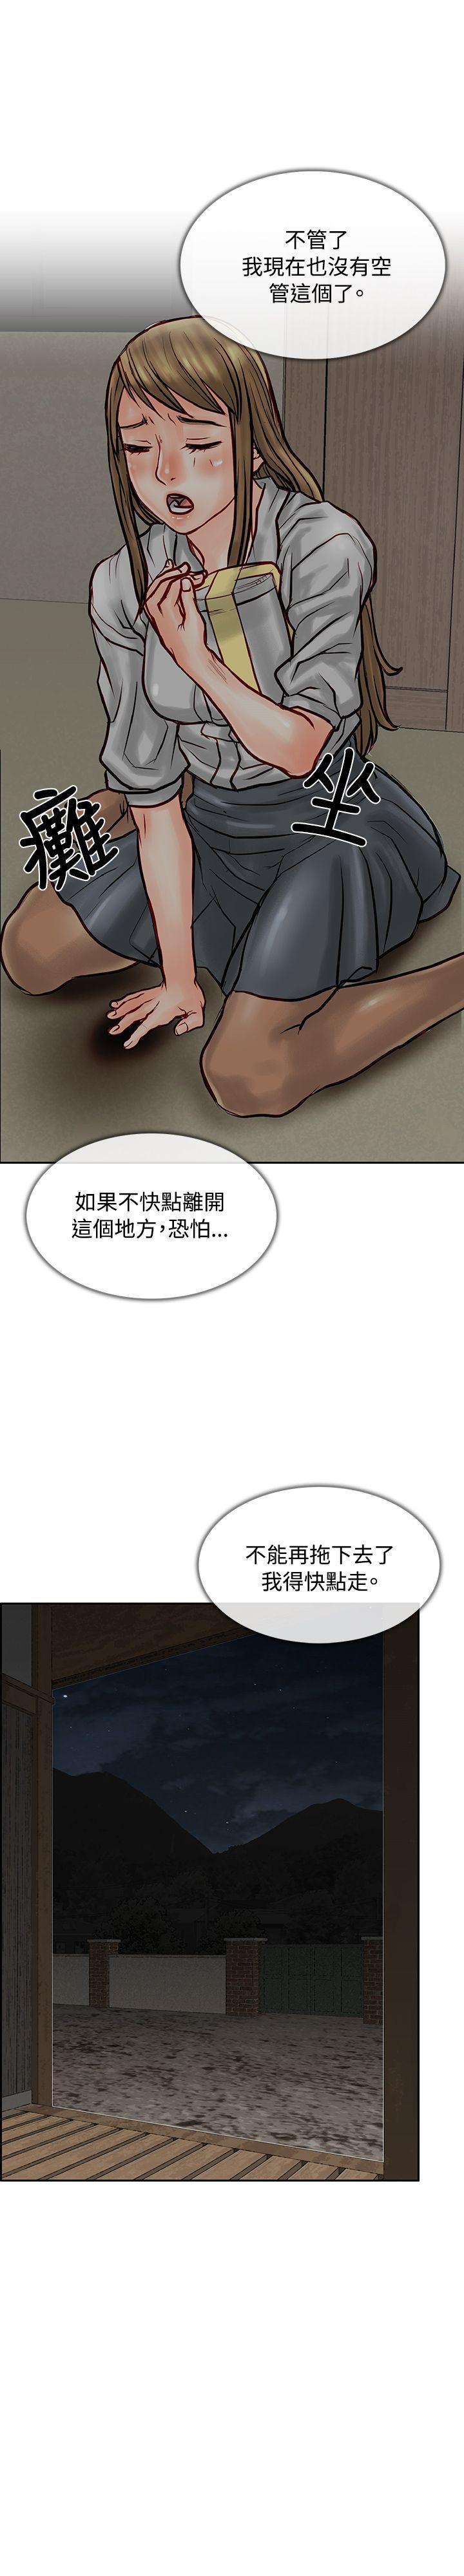 不管了
我現在也沒有空
管這個了。
癱
坐
如果不快點離開
這個地方，恐怕...
不能再拖下去了
我得快點走。